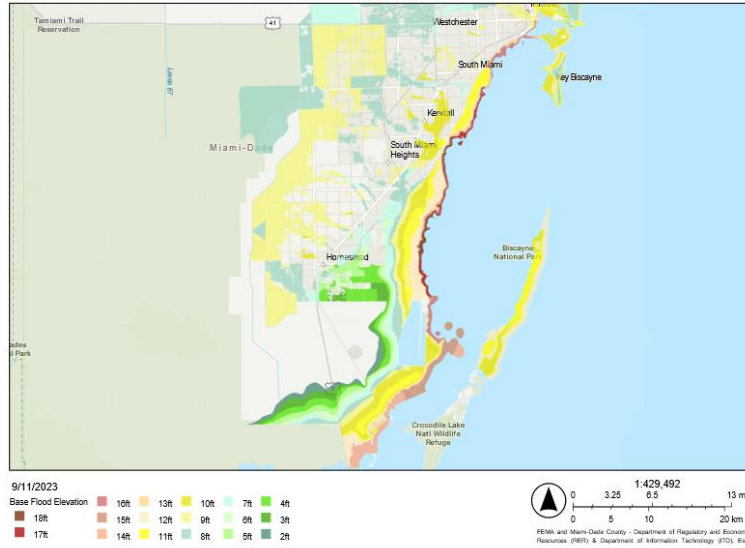 Tamiami Trail
Reservation
41
Westchester
South Miami
Key Biscayne
Kendall
Miami-Dade
South Miami
Heights
Homestead
Biscayne
National Park
ades
l Park
Crocodile Lake
Natl Wildlife
Refuge
9/11/2023
Base Flood Elevation
18ft
17ft
16ft
15ft
14ft
13ft
12ft
11ft
10ft
9ft
8ft
7ft
6ft
5ft
4ft
3ft
2ft
1:429,492
0 3.25 6.5 13 m
0 5 10 20 km
FEMA and Miami-Dade County - Department of Regulatory and Econom
Resources (RER) & Department of Information Technology (ITD), Es